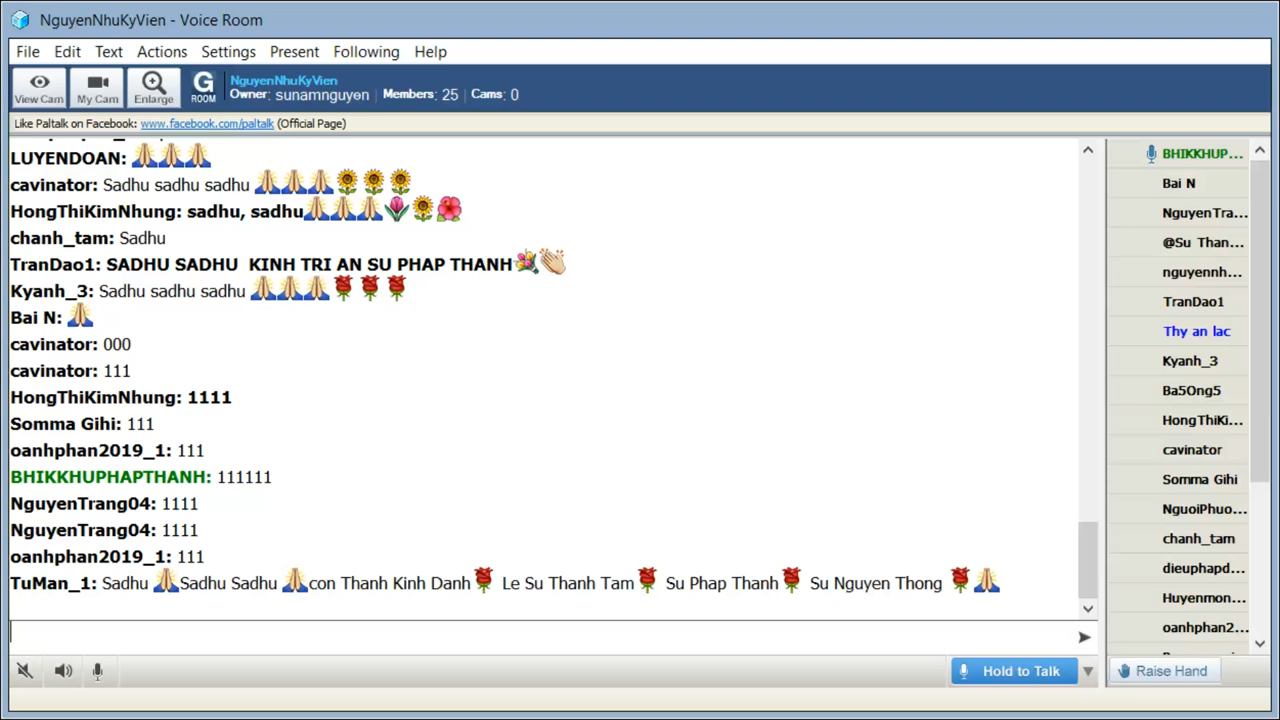 NguyenNhuKyVien - Voice Room
File Edit Text Actions Settings Present Following Help
View Cam My Cam Enlarge G ROOM NguyenNhuKyVien
Owner: sunamnguyen Members: 25 Cams: 0
Like Paltalk on Facebook: www.facebook.com/paltalk (Official Page)
LUYENDOAN: 🙏🙏🙏
cavinator: Sadhu sadhu sadhu 🙏🙏🙏🌻🌻🌻
HongThiKimNhung: sadhu, sadhu🙏🙏🙏🌷🌻🌺
chanh_tam: Sadhu
TranDao1: SADHU SADHU KINH TRI AN SU PHAP THANH💐👏
Kyanh_3: Sadhu sadhu sadhu 🙏🙏🙏🌹🌹🌹
Bai N: 🙏
cavinator: 000
cavinator: 111
HongThiKimNhung: 1111
Somma Gihi: 111
oanhphan2019_1: 111
BHIKKHUPHAPTHANH: 111111
NguyenTrang04: 1111
NguyenTrang04: 1111
oanhphan2019_1: 111
TuMan_1: Sadhu 🙏Sadhu Sadhu 🙏con Thanh Kinh Danh🌹 Le Su Thanh Tam🌹 Su Phap Thanh🌹 Su Nguyen Thong 🌹🙏
BHIKKHUP...
Bai N
NguyenTra...
@Su Than...
nguyennh...
TranDao1
Thy an lac
Kyanh_3
Ba5Ong5
HongThiKi...
cavinator
Somma Gihi
NguoiPhuo...
chanh_tam
dieuphapd...
Huyenmon...
oanhphan2...
Hold to Talk
Raise Hand